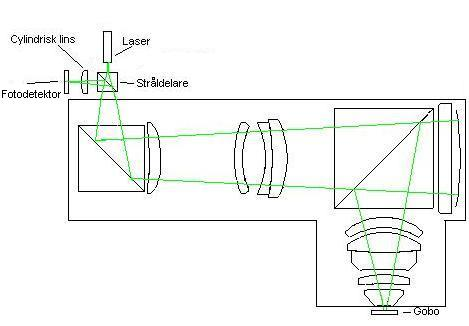 Cylindrisk lins
Laser
Stråldelare
Fotodetektor
Gobo